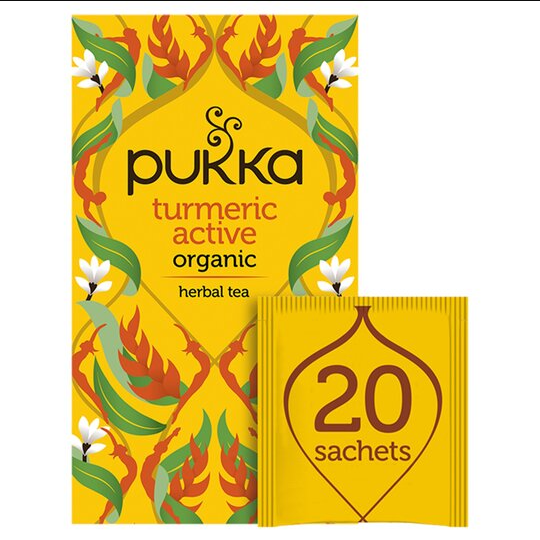 pukka
turmeric
active
organic
herbal tea
20
sachets